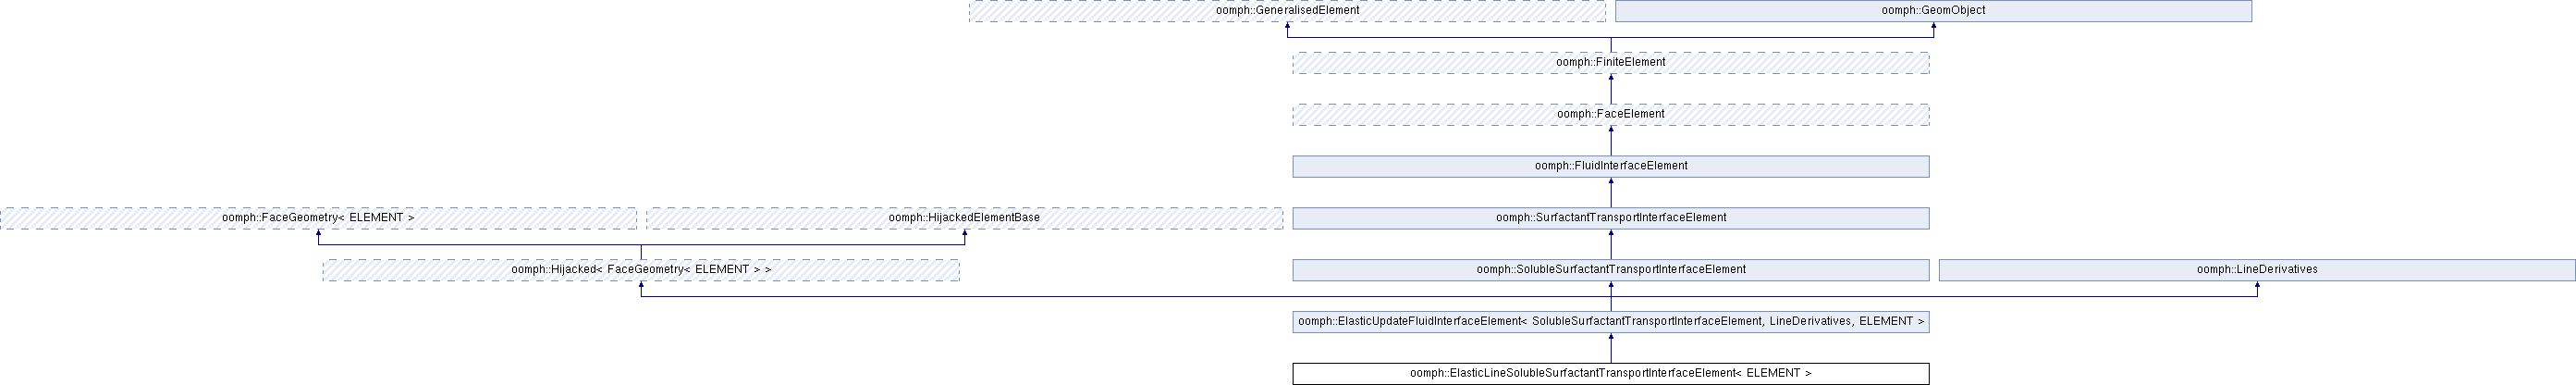 oomph::GeneralisedElement
oomph::GeomObject
oomph::FiniteElement
oomph::FaceElement
oomph::FluidInterfaceElement
oomph::FaceGeometry< ELEMENT >
oomph::HijackedElementBase
oomph::SurfactantTransportInterfaceElement
oomph::Hijacked< FaceGeometry< ELEMENT > >
oomph::SolubleSurfactantTransportInterfaceElement
oomph::LineDerivatives
oomph::ElasticUpdateFluidInterfaceElement< SolubleSurfactantTransportInterfaceElement, LineDerivatives, ELEMENT >
oomph::ElasticLineSolubleSurfactantTransportInterfaceElement< ELEMENT >